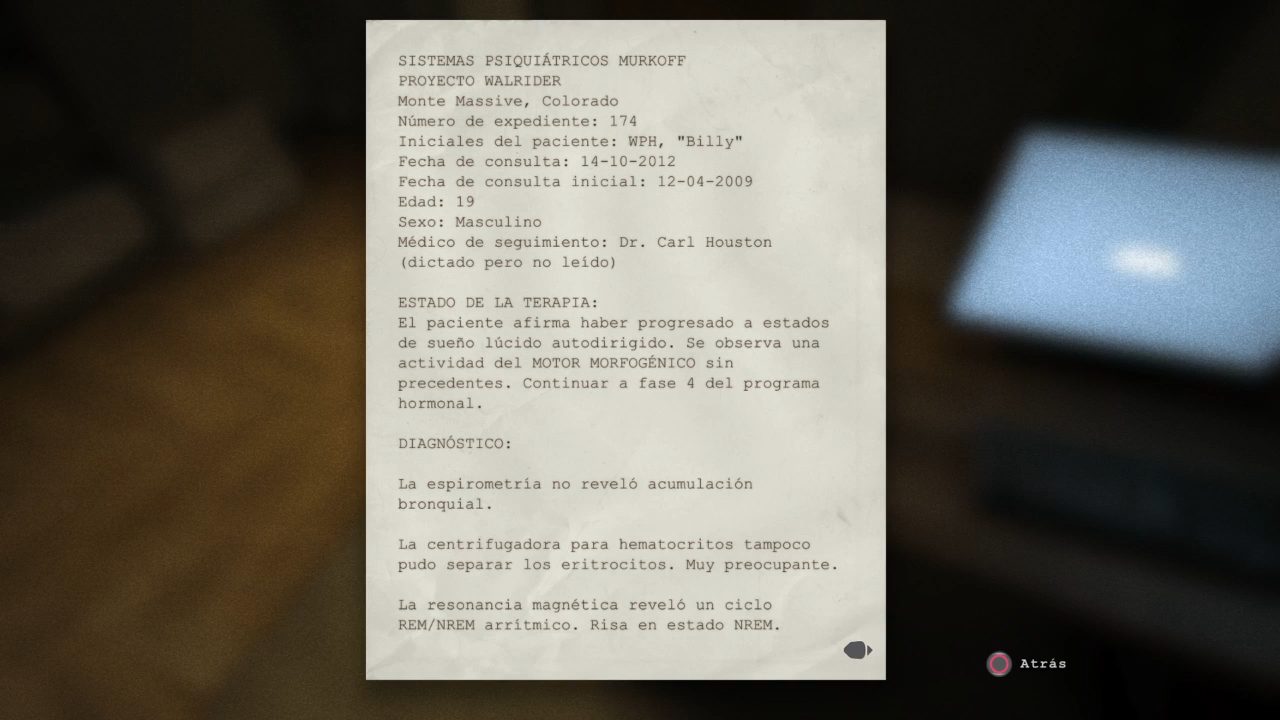 SISTEMAS PSIQUIÁTRICOS MURKOFF
PROYECTO WALRIDER
Monte Massive, Colorado
Número de expediente: 174
Iniciales del paciente: WPH, "Billy"
Fecha de consulta: 14-10-2012
Fecha de consulta inicial: 12-04-2009
Edad: 19
Sexo: Masculino
Médico de seguimiento: Dr. Carl Houston
(dictado pero no leído)
ESTADO DE LA TERAPIA:
El paciente afirma haber progresado a estados
de sueño lúcido autodirigido. Se observa una
actividad del MOTOR MORFOGÉNICO sin
precedentes. Continuar a fase 4 del programa
hormonal.
DIAGNÓSTICO:
La espirometría no reveló acumulación
bronquial.
La centrifugadora para hematocritos tampoco
pudo separar los eritrocitos. Muy preocupante.
La resonancia magnética reveló un ciclo
REM/NREM arrítmico. Risa en estado NREM.
Atrás